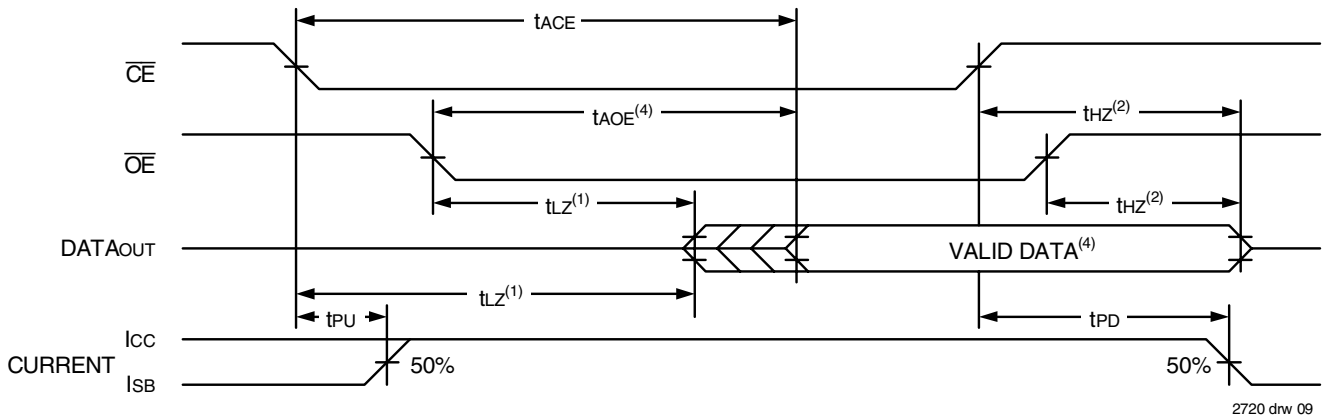 tACE
CE
tAOE(4)
tHZ(2)
OE
tLZ(1)
tHZ(2)
DATAOUT
VALID DATA(4)
tLZ(1)
tPU
tPD
ICC
CURRENT
50%
50%
ISB
2720 drw 09